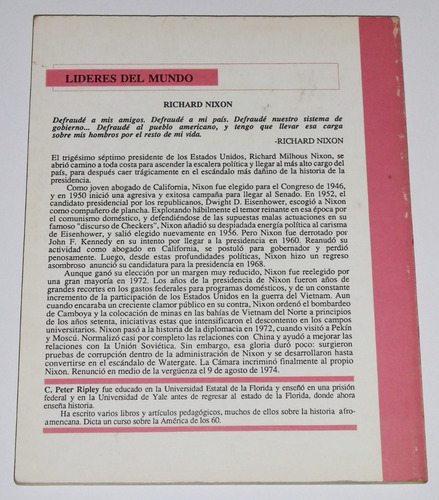 LIDERES DEL MUNDO
RICHARD NIXON
Defraudé a mis amigos. Defraudé a mi país. Defraudé nuestro sistema de
gobierno... Defraudé al pueblo americano, y tengo que llevar esa carga
sobre mis hombros por el resto de mi vida.
-RICHARD NIXON
El trigésimo séptimo presidente de los Estados Unidos, Richard Milhous Nixon, se
abrió camino a toda costa para ascender la escalera política y llegar al más alto cargo del
país, para después caer trágicamente en el escándalo más dañino de la historia de la
presidencia.
Como joven abogado de California, Nixon fue elegido para el Congreso de 1946,
y en 1950 inició una agresiva y exitosa campaña para llegar al Senado. En 1952, el
candidato presidencial por los republicanos, Dwight D. Eisenhower, escogió a Nixon
como compañero de plancha. Explotando hábilmente el temor reinante en esa época por
el comunismo doméstico, y defendiéndose de las supuestas malas actuaciones en su
famoso "discurso de Checkers", Nixon añadió su despiadada energía política al carisma
de Eisenhower, y salió elegido nuevamente en 1956. Pero Nixon fue derrotado por
John F. Kennedy en su intento por llegar a la presidencia en 1960. Reanudó su
actividad como abogado en California, se postuló para gobernador y perdió
penosamente. Luego, desde estas profundidades políticas, Nixon hizo un regreso
asombroso anunció su candidatura para la presidencia en 1968.
Aunque ganó su elección por un margen muy reducido, Nixon fue reelegido por
una gran mayoría en 1972. Los años de la presidencia de Nixon fueron años de
grandes recortes en los gastos federales para programas domésticos, y de un constante
incremento de la participación de los Estados Unidos en la guerra del Vietnam. Aun
cuando encaraba un creciente clamor público en su contra, Nixon ordenó el bombardeo
de Camboya y la colocación de minas en las bahías de Vietnam del Norte a principios
de los años setenta, iniciativas estas que intensificaron el descontento en los campos
universitarios. Nixon pasó a la historia de la diplomacia en 1972, cuando visitó a Pekín y
Moscú. Normalizó casi por completo las relaciones con China y ayudó a mejorar las
relaciones con la Unión Soviética. Sin embargo, esa gloria duró poco: surgieron
pruebas de corrupción dentro de la administración de Nixon y se desarrollaron hasta
convertirse en el escándalo de Watergate. La Cámara incriminó finalmente al propio
Nixon. Renunció en medio de la vergüenza el 9 de agosto de 1974.
C. Peter Ripley fue educado en la Universidad Estatal de la Florida y enseñó en una prisión
federal y en la Universidad de Yale antes de regresar al estado de la Florida, donde ahora
enseña historia.
Ha escrito varios libros y artículos pedagógicos, muchos de ellos sobre la historia afro-
americana. Dicta un curso sobre la América de los 60.